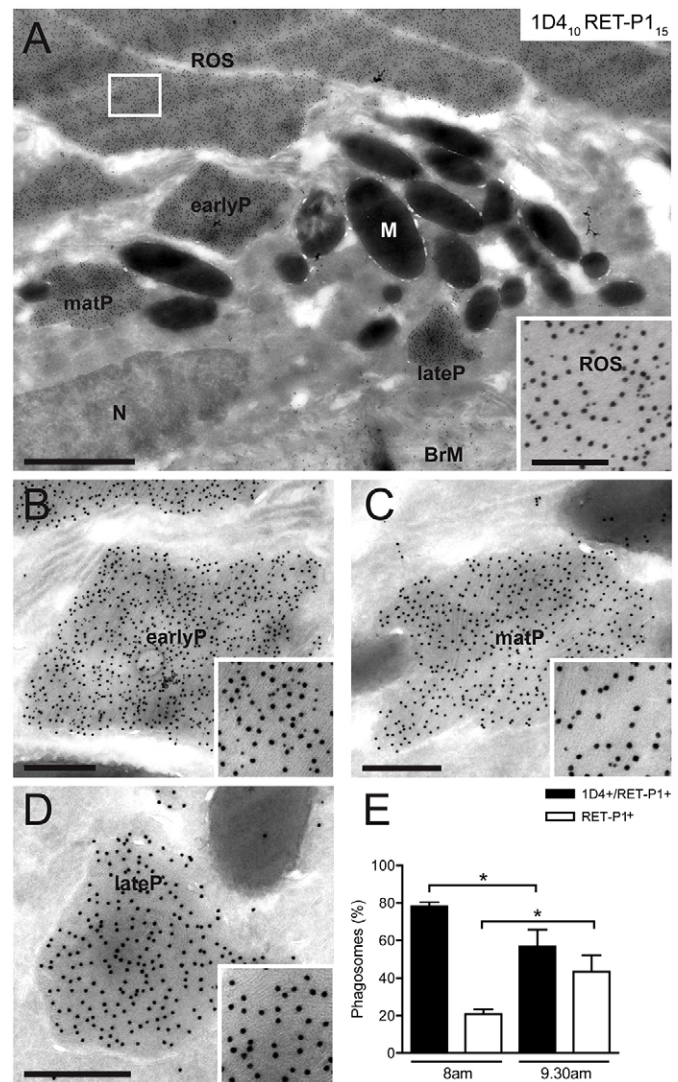 A
1D4₁₀ RET-P1₁₅
ROS
earlyP
M
matP
lateP
N
BrM
ROS
B
earlyP
C
matP
D
lateP
E
1D4+/RET-P1+
RET-P1+
Phagosomes (%)
100
80
60
40
20
0
*
*
8am
9.30am